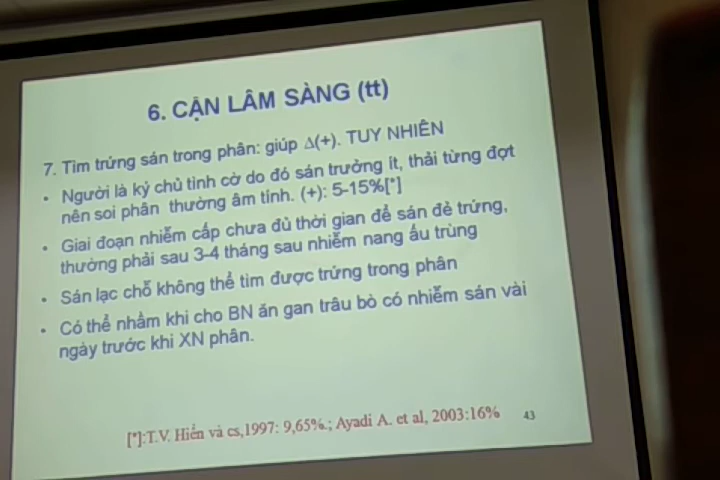 6. CẬN LÂM SÀNG (tt)
7. Tìm trứng sán trong phân: giúp Δ(+). TUY NHIÊN
• Người là ký chủ tình cờ do đó sán trưởng ít, thải từng đợt
nên soi phân thường âm tính. (+): 5-15%[*]
• Giai đoạn nhiễm cấp chưa đủ thời gian để sán đẻ trứng,
thường phải sau 3-4 tháng sau nhiễm nang ấu trùng
• Sán lạc chỗ không thể tìm được trứng trong phân
• Có thể nhầm khi cho BN ăn gan trâu bò có nhiễm sán vài
ngày trước khi XN phân.
[*]:T.V. Hiển và cs,1997: 9,65%.; Ayadi A. et al, 2003:16%
43